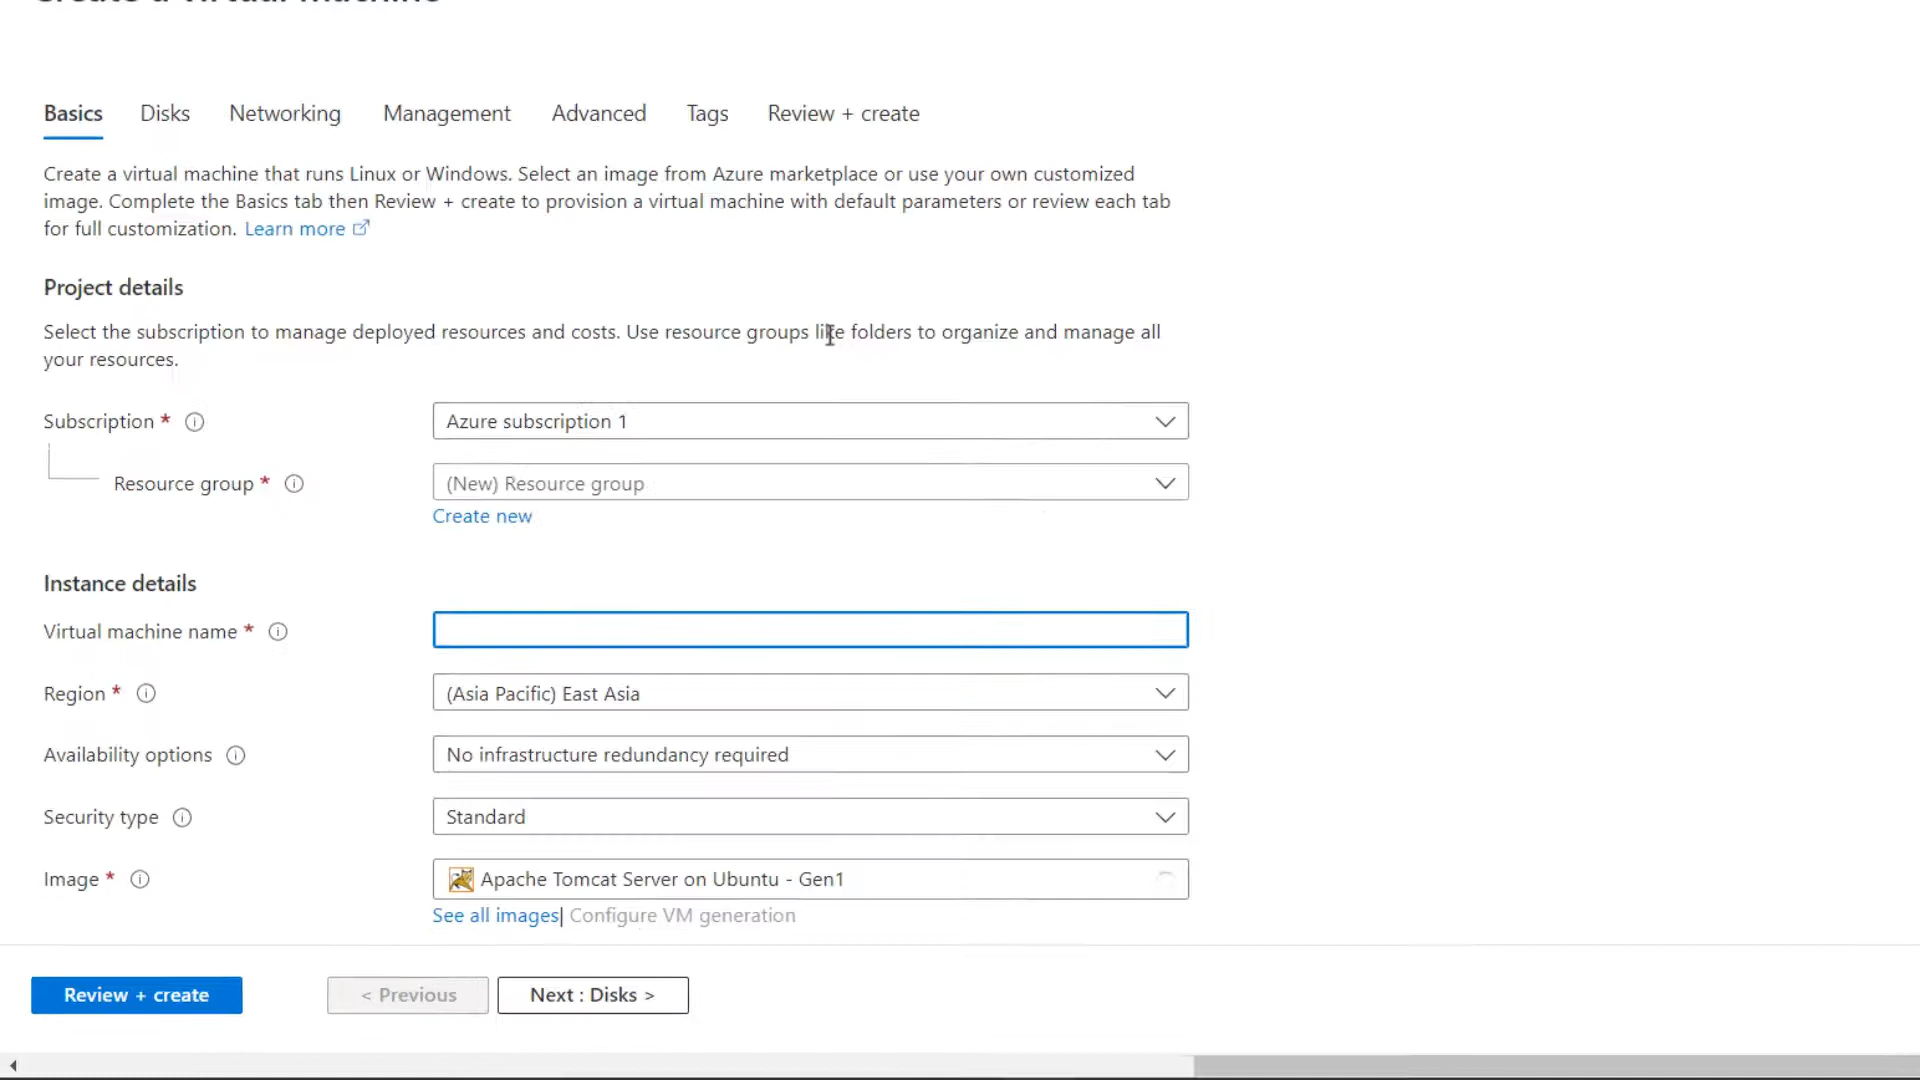 Create a virtual machine
Basics Disks Networking Management Advanced Tags Review + create
Create a virtual machine that runs Linux or Windows. Select an image from Azure marketplace or use your own customized
image. Complete the Basics tab then Review + create to provision a virtual machine with default parameters or review each tab
for full customization. Learn more
Project details
Select the subscription to manage deployed resources and costs. Use resource groups like folders to organize and manage all
your resources.
Subscription * Azure subscription 1
Resource group * (New) Resource group
Create new
Instance details
Virtual machine name *
Region * (Asia Pacific) East Asia
Availability options No infrastructure redundancy required
Security type Standard
Image * Apache Tomcat Server on Ubuntu - Gen1
See all images| Configure VM generation
Review + create < Previous Next : Disks >